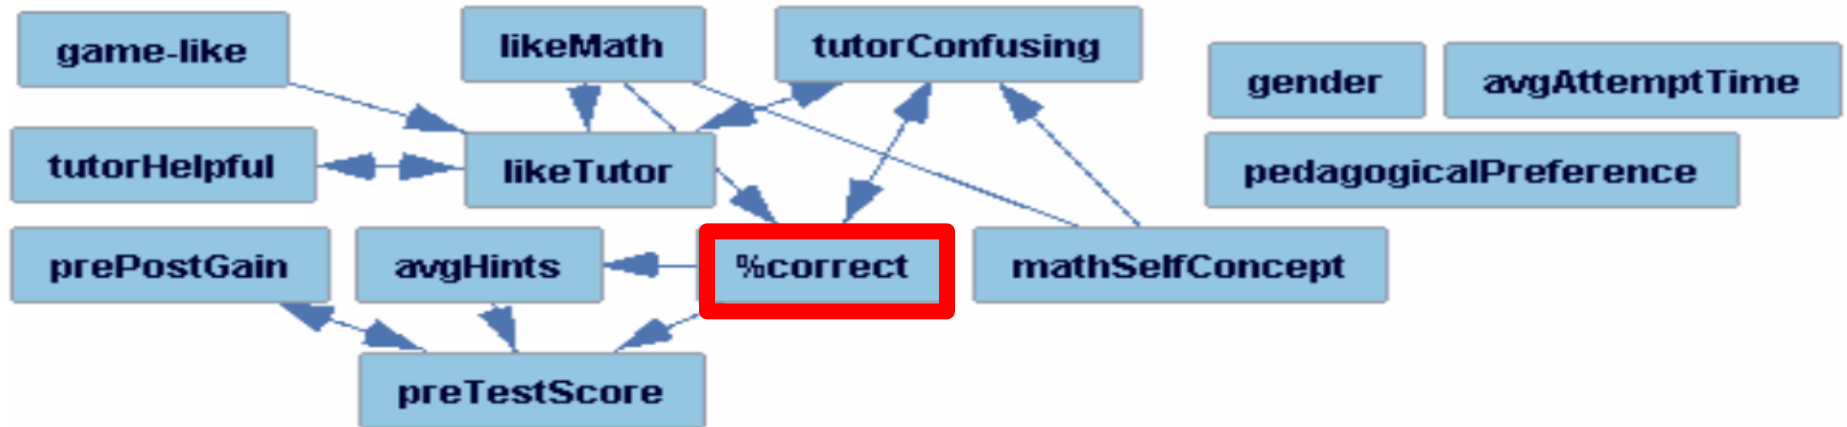 game-like
likeMath
tutorConfusing
gender
avgAttemptTime
tutorHelpful
likeTutor
pedagogicalPreference
prePostGain
avgHints
%correct
mathSelfConcept
preTestScore